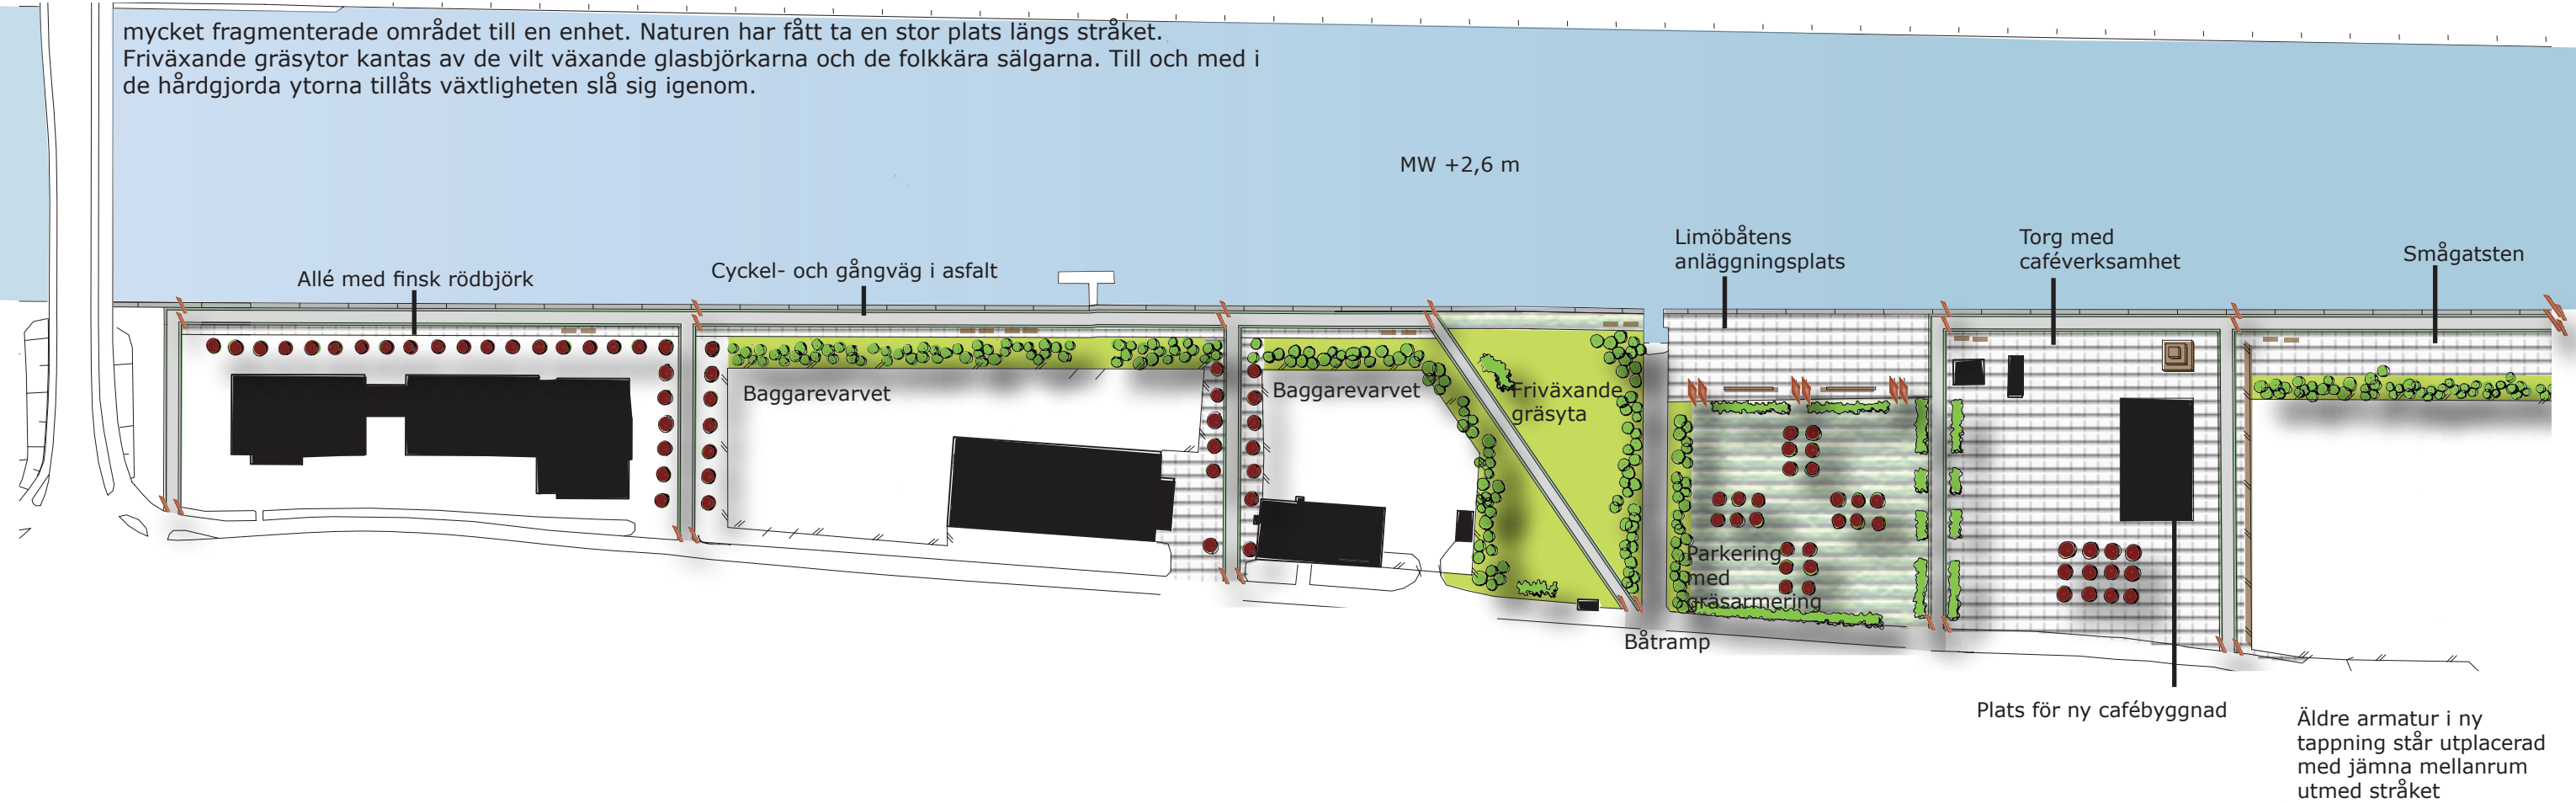 mycket fragmenterade området till en enhet. Naturen har fått ta en stor plats längs stråket.
Friväxande gräsytor kantas av de vilt växande glasbjörkarna och de folkkära sälgarna. Till och med i
de hårdgjorda ytorna tillåts växtligheten slå sig igenom.
MW +2,6 m
Allé med finsk rödbjörk
Cyckel- och gångväg i asfalt
Limöbåtens
anläggningsplats
Torg med
caféverksamhet
Smågatsten
Baggarevarvet
Baggarevarvet
Friväxande
gräsyta
Parkering
med
gräsarmering
Båtramp
Plats för ny cafébyggnad
Äldre armatur i ny
tappning står utplacerad
med jämna mellanrum
utmed stråket